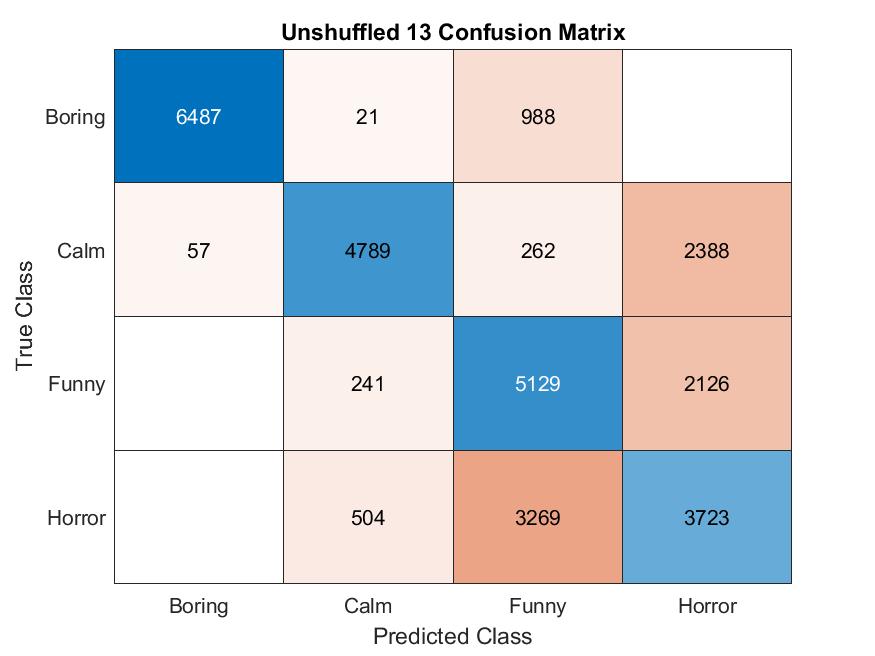 Unshuffled 13 Confusion Matrix
Boring 6487 21 988
Calm 57 4789 262 2388
Funny 241 5129 2126
Horror 504 3269 3723
Boring Calm Funny Horror
Predicted Class
True Class